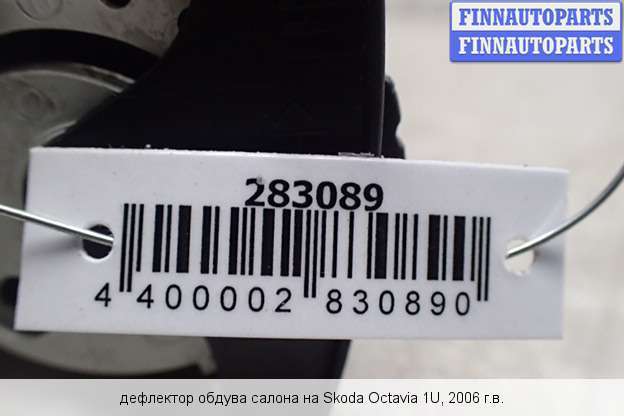 FINNAUTOPARTS
FINNAUTOPARTS
283089
4 400002 830890
дефлектор обдува салона на Skoda Octavia 1U, 2006 г.в.